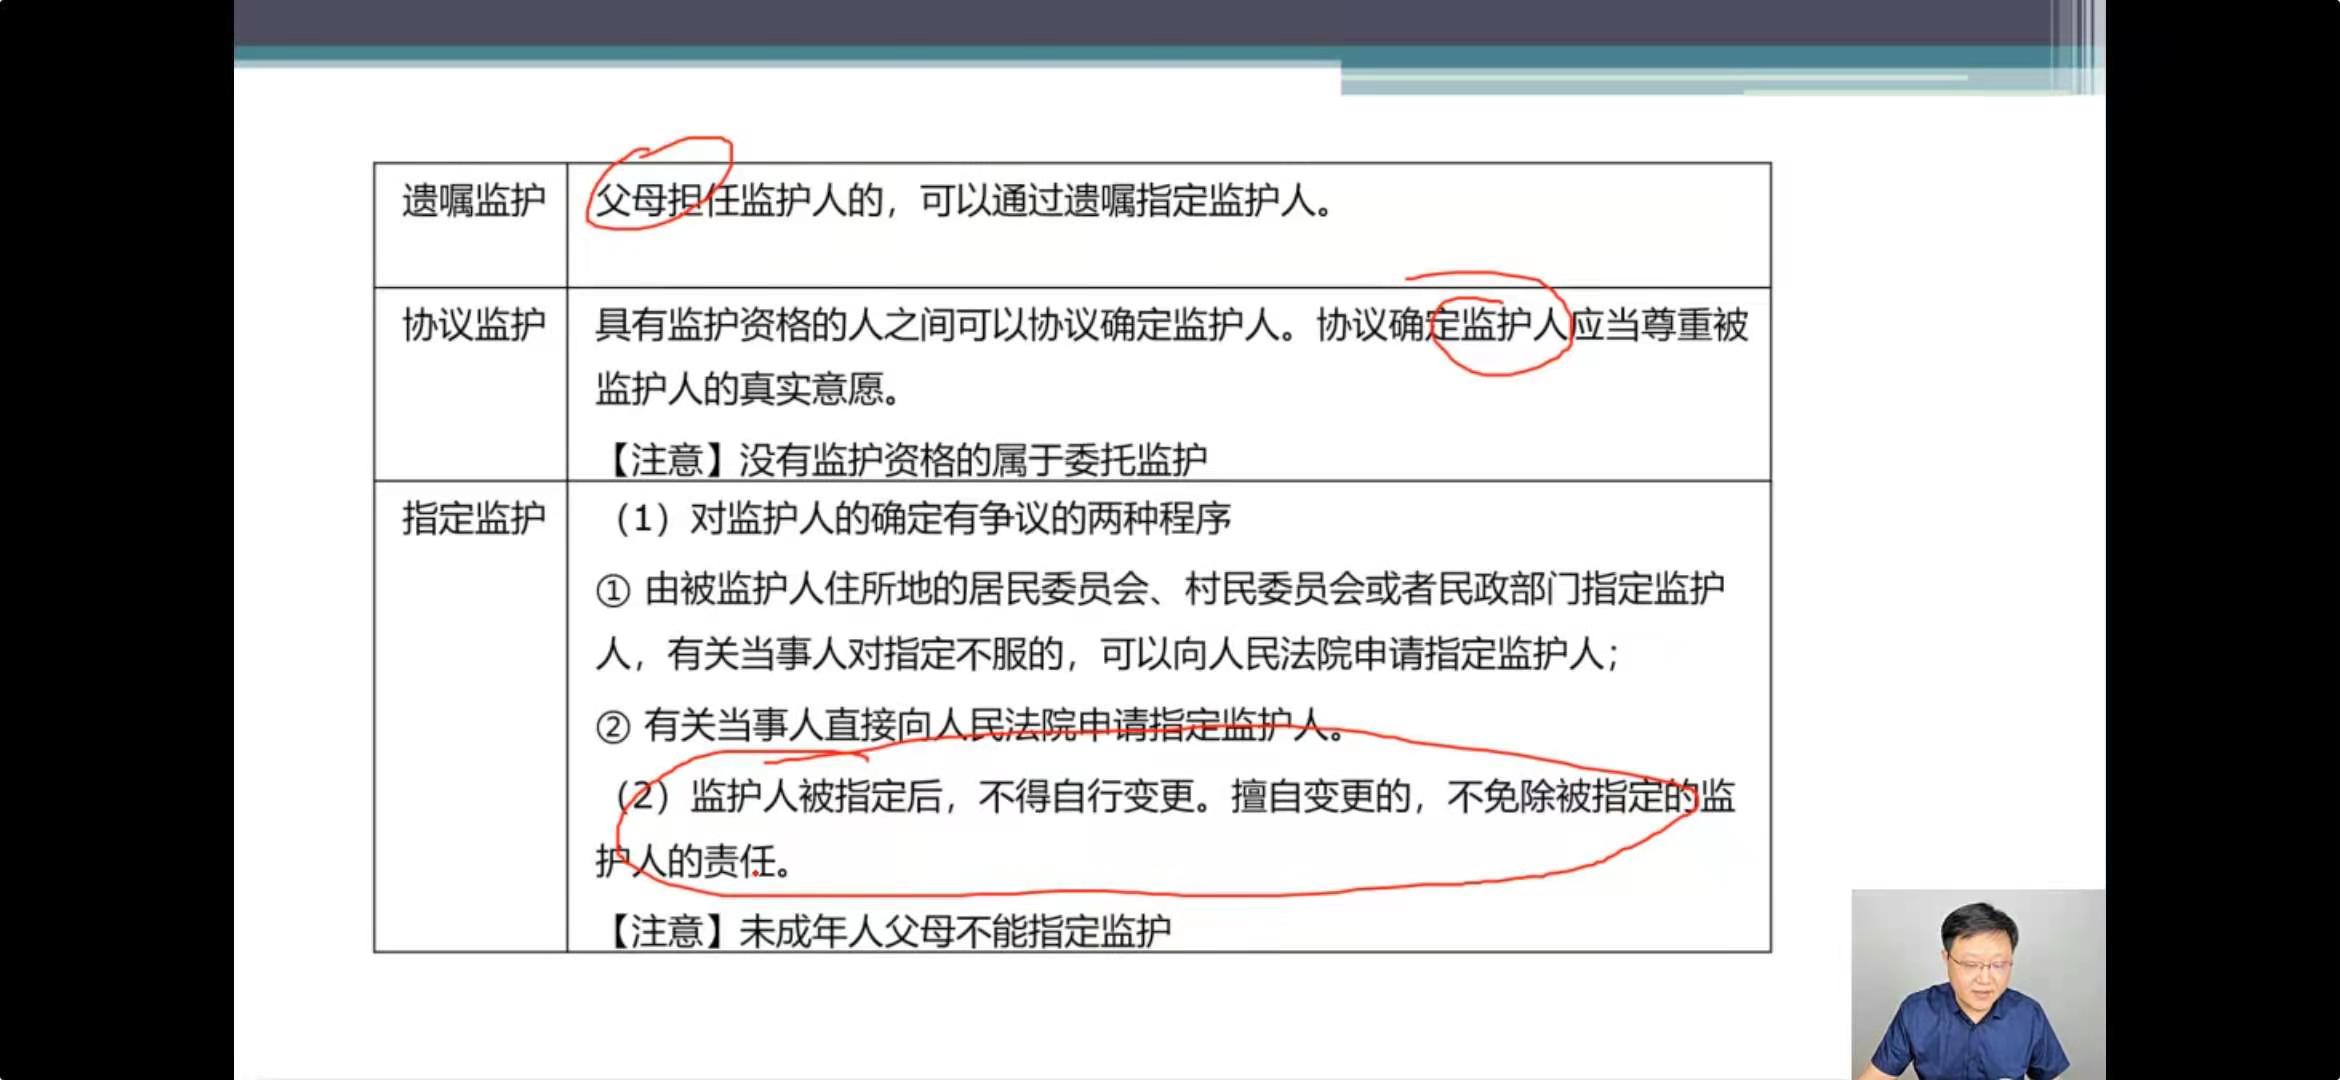 遗嘱监护
父母担任监护人的，可以通过遗嘱指定监护人。
协议监护
具有监护资格的人之间可以协议确定监护人。协议确定监护人应当尊重被
监护人的真实意愿。
【注意】没有监护资格的属于委托监护
指定监护
（1）对监护人的确定有争议的两种程序
① 由被监护人住所地的居民委员会、村民委员会或者民政部门指定监护
人，有关当事人对指定不服的，可以向人民法院申请指定监护人；
② 有关当事人直接向人民法院申请指定监护人。
（2）监护人被指定后，不得自行变更。擅自变更的，不免除被指定的监
护人的责任。
【注意】未成年人父母不能指定监护